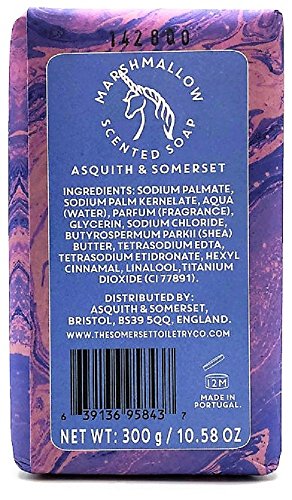 142800
MARSHMALLOW
SCENTED SOAP
ASQUITH & SOMERSET
INGREDIENTS: SODIUM PALMATE,
SODIUM PALM KERNELATE, AQUA
(WATER), PARFUM (FRAGRANCE),
GLYCERIN, SODIUM CHLORIDE,
BUTYROSPERMUM PARKII (SHEA)
BUTTER, TETRASODIUM EDTA,
TETRASODIUM ETIDRONATE, HEXYL
CINNAMAL, LINALOOL, TITANIUM
DIOXIDE (CI 77891).
DISTRIBUTED BY:
ASQUITH & SOMERSET,
BRISTOL, BS39 5QQ, ENGLAND.
WWW.THESOMERSETTOILETRYCO.COM
12M
MADE IN
PORTUGAL.
6 39136 95843 7
NET WT: 300 g / 10.58 OZ